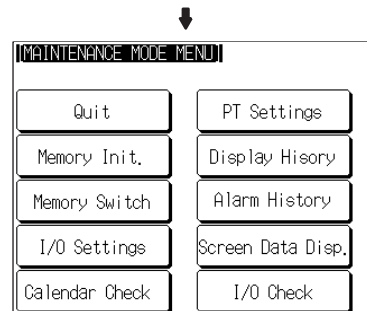 [MAINTENANCE MODE MENU]
Quit
PT Settings
Memory Init.
Display Hisory
Memory Switch
Alarm History
I/O Settings
Screen Data Disp.
Calendar Check
I/O Check